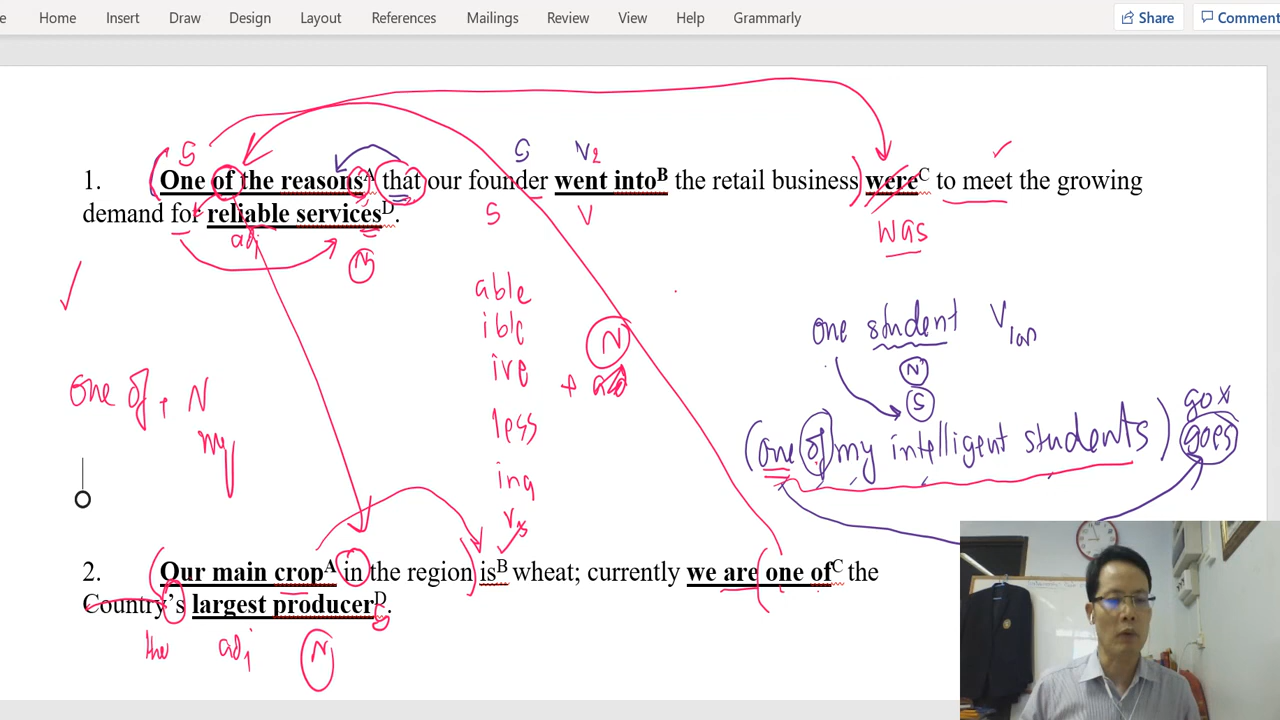 Home Insert Draw Design Layout References Mailings Review View Help Grammarly Share Comment
S S V2
1. One of the reasonsA that our founder went intoB the retail business wereC to meet the growing
demand for reliable servicesD.
adj N S V was
able
ible
ive
less
ing
+ N
one of + N
my
one student V
N
S
(one of my intelligent students) goes
go x
2. Our main cropA in the region isB wheat; currently we are one ofC the
Country’s largest producerD.
the adj N s